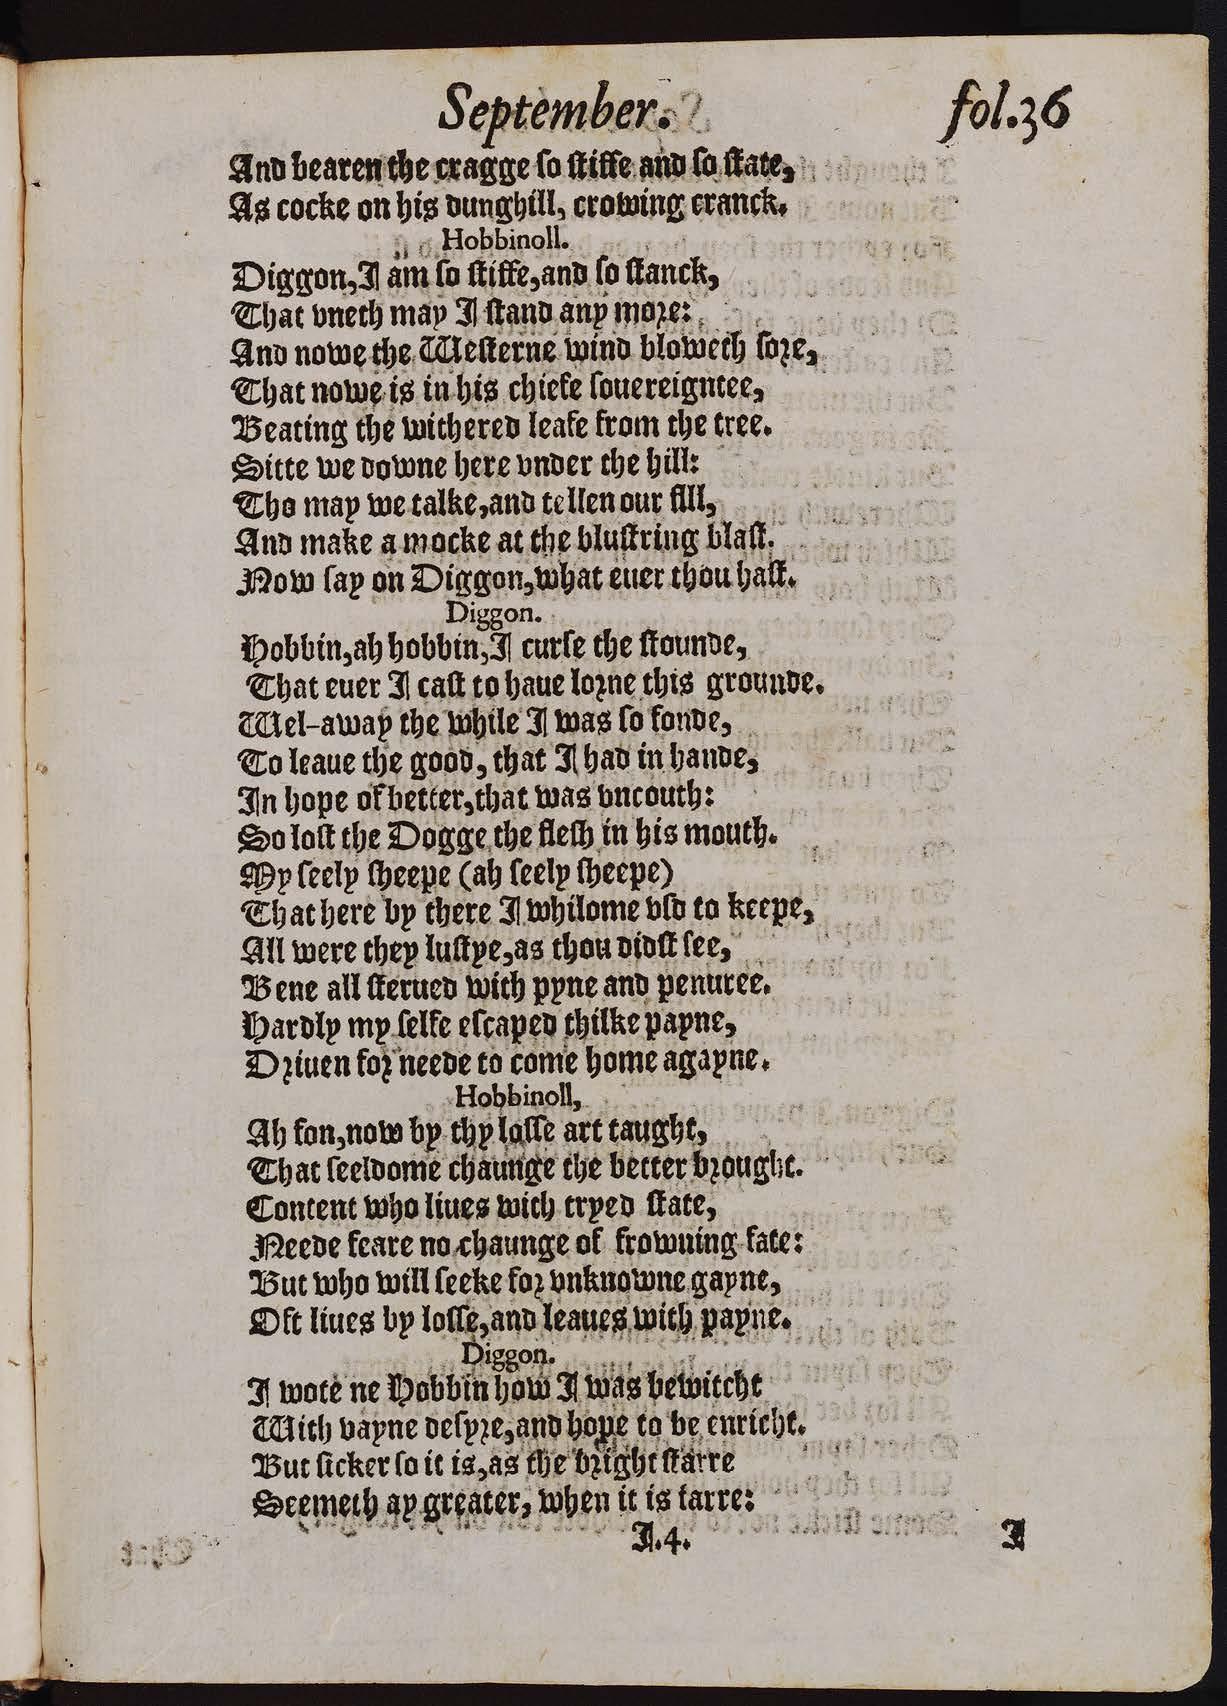 September. fol.36
And bearen the cragge so stiffe and so state,
As cocke on his dunghill, crowing cranck.
Hobbinoll.
Diggon, I am so stiffe, and so stanck,
That vneth may I stand any more:
And nowe the Westerne wind bloweth sore,
That nowe is in his chiefe souereigntee,
Beating the withered leafe from the tree.
Sitte we downe here vnder the hill:
Tho may we talke, and tellen our fill,
And make a mocke at the blustring blast.
Now say on Diggon, what euer thou hast.
Diggon.
Hobbin, ah hobbin, I curse the stounde,
That euer I cast to haue lorne this grounde.
Wel-away the while I was so fonde,
To leaue the good, that I had in hande,
In hope of better, that was vncouth:
So lost the Dogge the flesh in his mouth.
My seely sheepe (ah seely sheepe)
That here by there I whilome vsd to keepe,
All were they lustye, as thou didst see,
Bene all sterued with pyne and penuree.
Hardly my selfe escaped thilke payne,
Driuen for neede to come home agayne.
Hobbinoll,
Ah fon, now by thy losse art taught,
That seeldome chaunge the better brought.
Content who liues with tryed state,
Neede feare no chaunge of frowning fate:
But who will seeke for vnknowne gayne,
Oft liues by losse, and leaues with payne.
Diggon.
I wote ne Hobbin how I was bewitcht
With vayne desyre, and hope to be enricht.
But sicker so it is, as the bright starre
Seemeth ay greater, when it is farre:
I.4. I